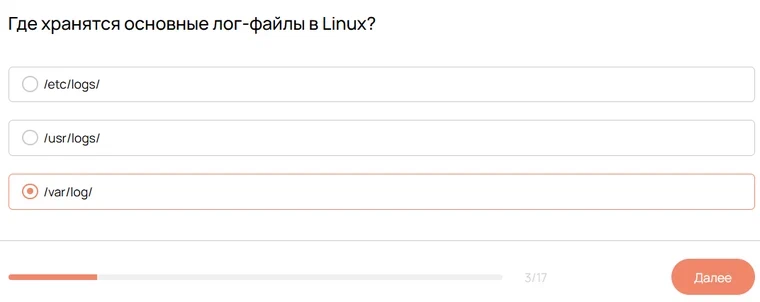 Где хранятся основные лог-файлы в Linux?
/etc/logs/
/usr/logs/
/var/log/
3/17
Далее